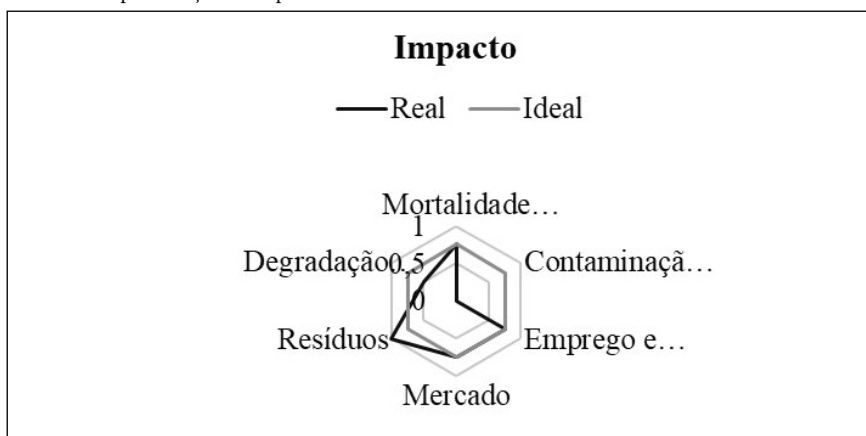 Impacto
Real Ideal
Mortalidade…
1
Degradação 0,5 Contaminaçã…
0
Resíduos Emprego e…
Mercado